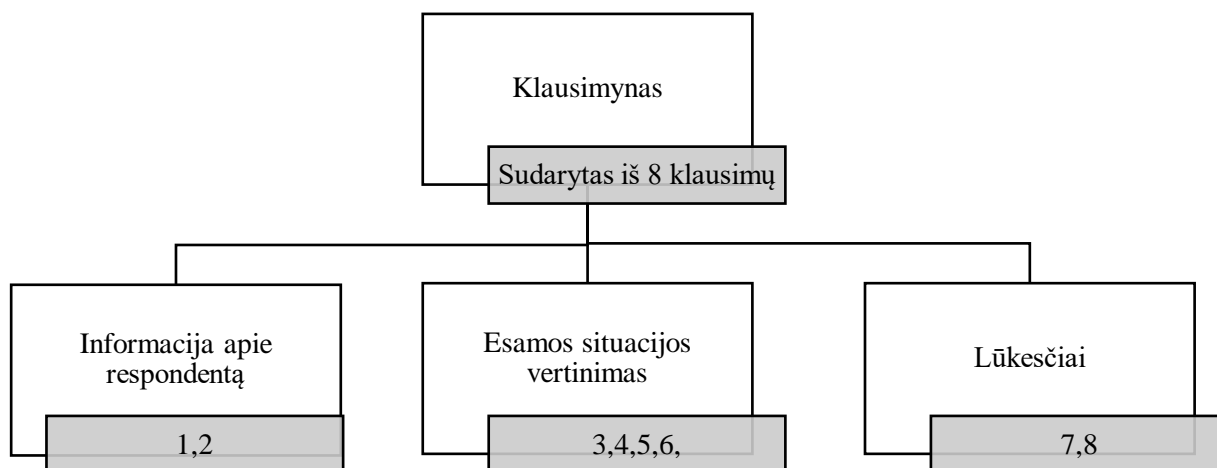 Klausimynas
Sudarytas iš 8 klausimų
Informacija apie
respondentą
1,2
Esamos situacijos
vertinimas
3,4,5,6,
Lūkesčiai
7,8